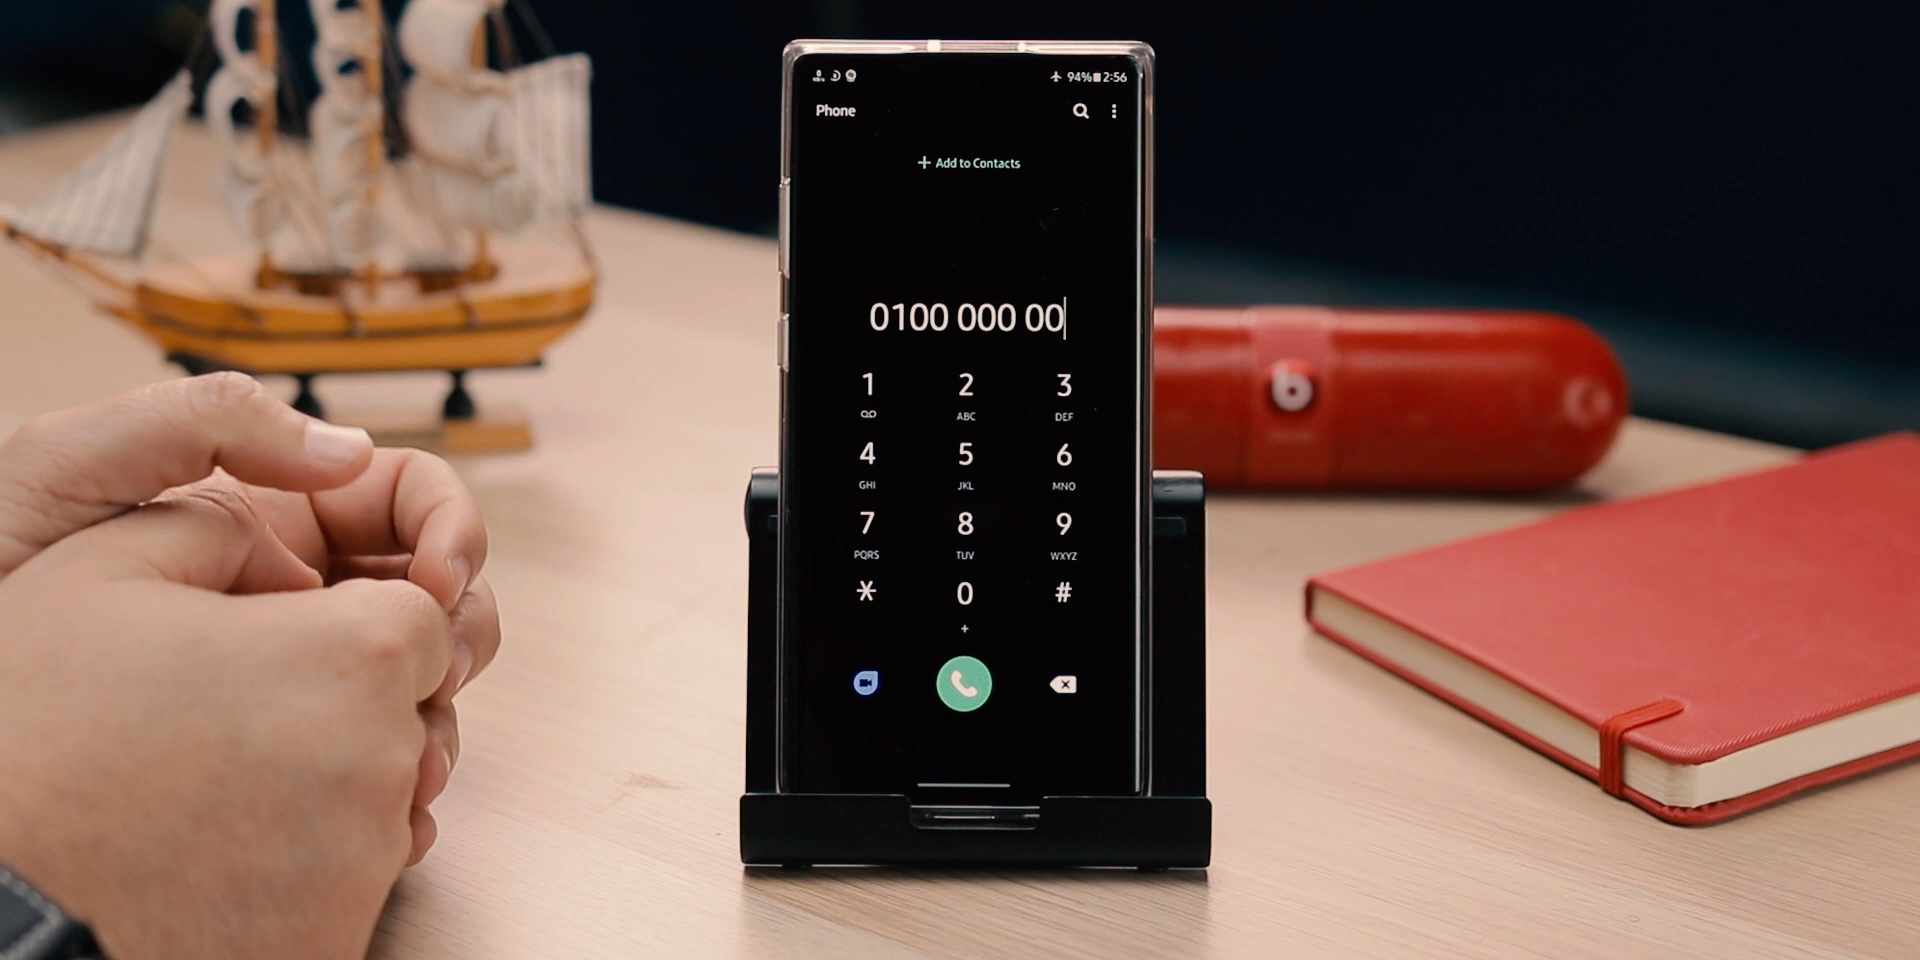 94% 2:56
Phone
+ Add to Contacts
0100 000 00
1 2 3
ABC DEF
4 5 6
GHI JKL MNO
7 8 9
PQRS TUV WXYZ
* 0 #
+
b